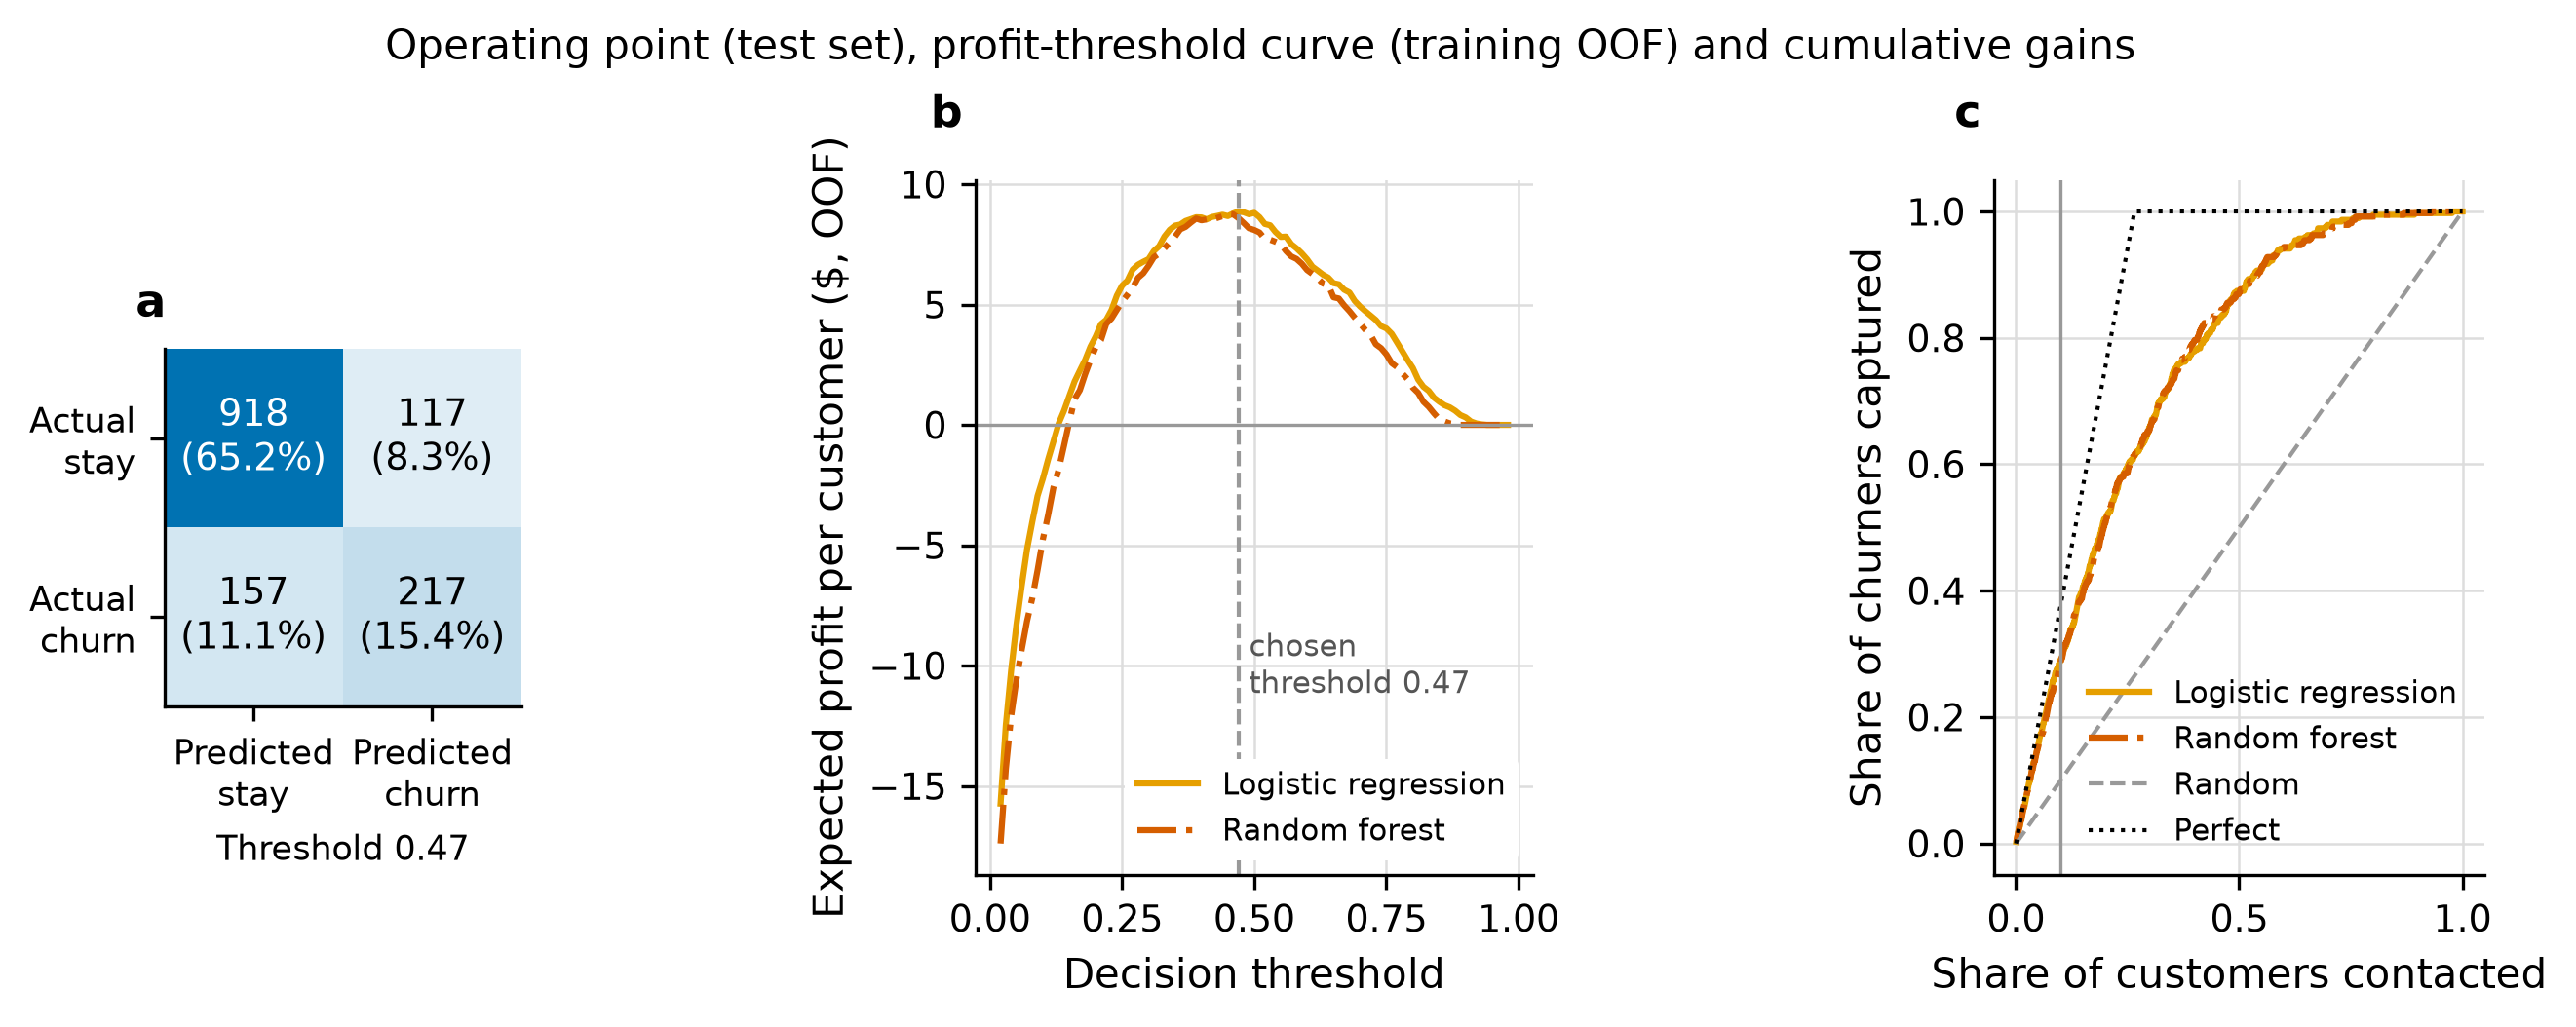 Operating point (test set), profit-threshold curve (training OOF) and cumulative gains
a
Actual
stay
Actual
churn
918
(65.2%)
117
(8.3%)
157
(11.1%)
217
(15.4%)
Predicted
stay
Predicted
churn
Threshold 0.47
b
Expected profit per customer ($, OOF)
10
5
0
−5
−10
−15
chosen
threshold 0.47
Logistic regression
Random forest
0.00 0.25 0.50 0.75 1.00
Decision threshold
c
Share of churners captured
1.0
0.8
0.6
0.4
0.2
0.0
Logistic regression
Random forest
Random
Perfect
0.0 0.5 1.0
Share of customers contacted